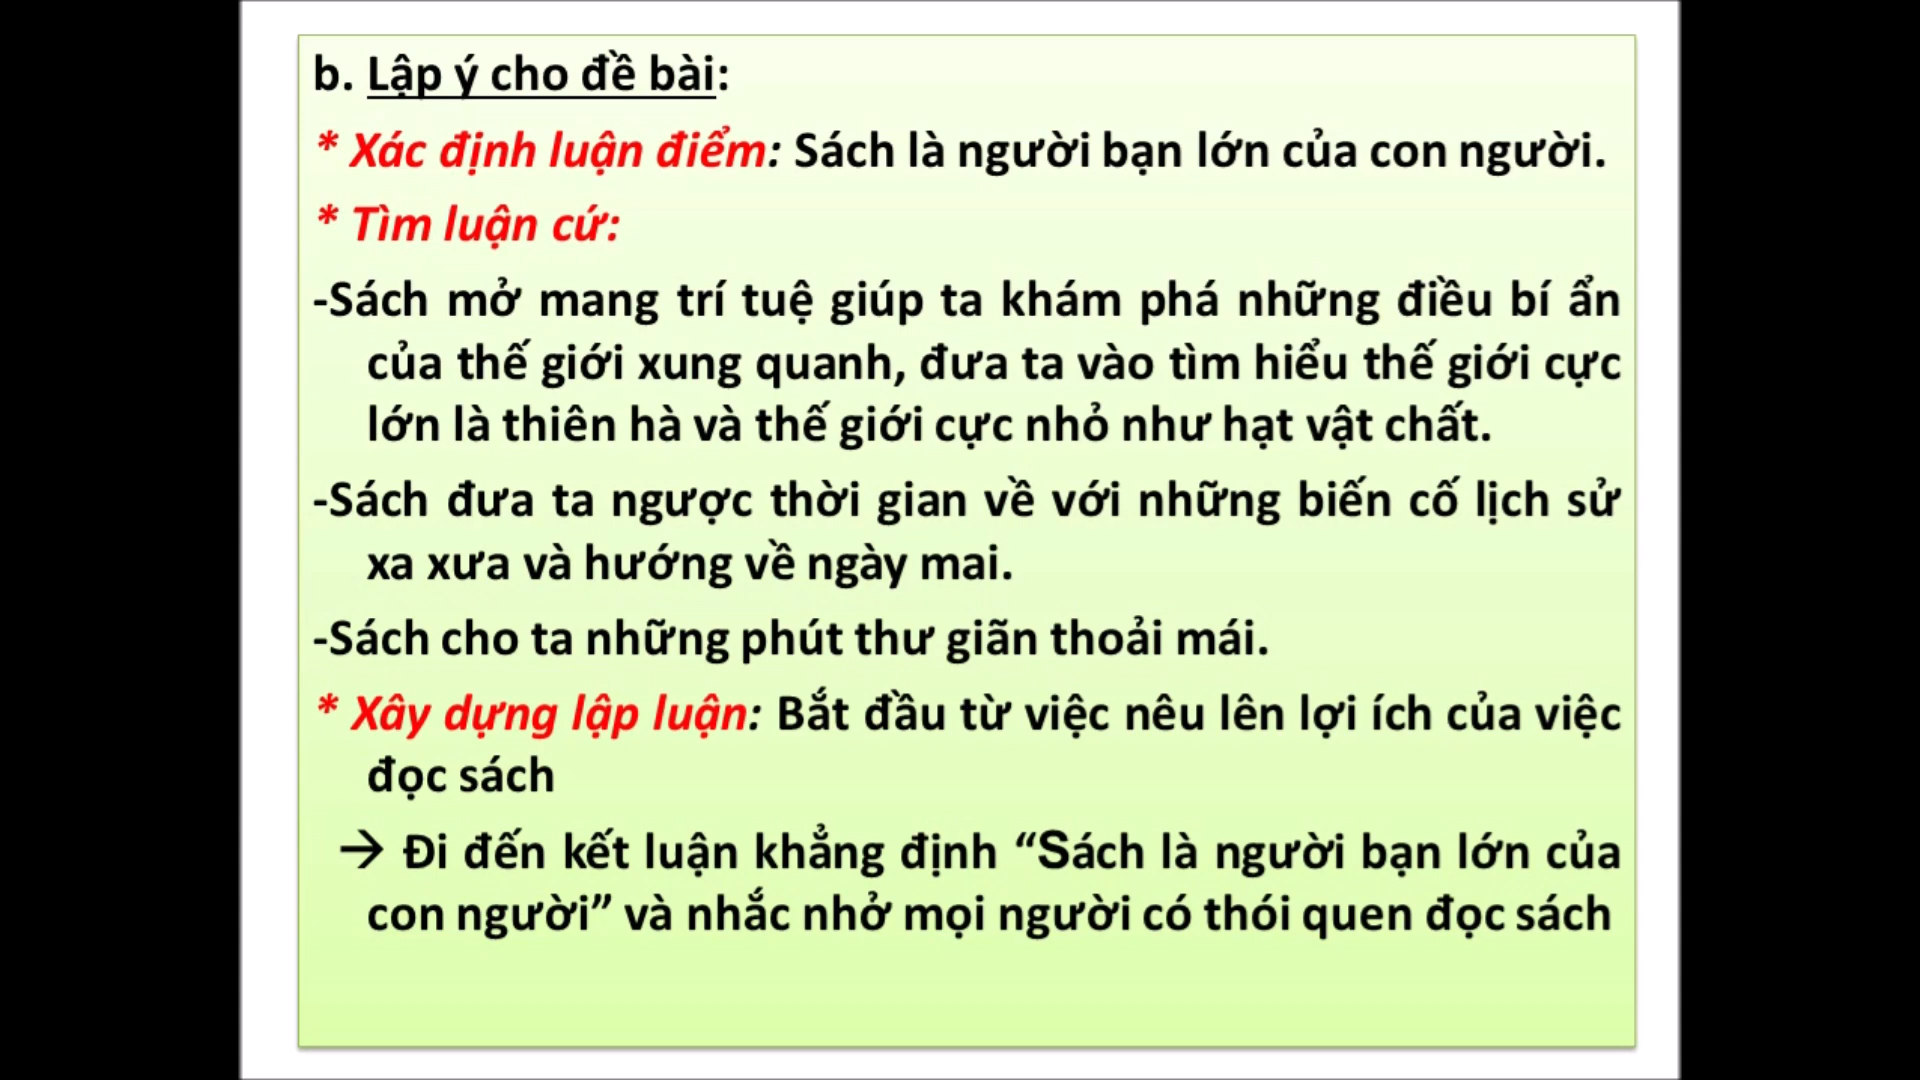 b. Lập ý cho đề bài:
* Xác định luận điểm: Sách là người bạn lớn của con người.
* Tìm luận cứ:
-Sách mở mang trí tuệ giúp ta khám phá những điều bí ẩn
của thế giới xung quanh, đưa ta vào tìm hiểu thế giới cực
lớn là thiên hà và thế giới cực nhỏ như hạt vật chất.
-Sách đưa ta ngược thời gian về với những biến cố lịch sử
xa xưa và hướng về ngày mai.
-Sách cho ta những phút thư giãn thoải mái.
* Xây dựng lập luận: Bắt đầu từ việc nêu lên lợi ích của việc
đọc sách
→ Đi đến kết luận khẳng định “Sách là người bạn lớn của
con người” và nhắc nhở mọi người có thói quen đọc sách